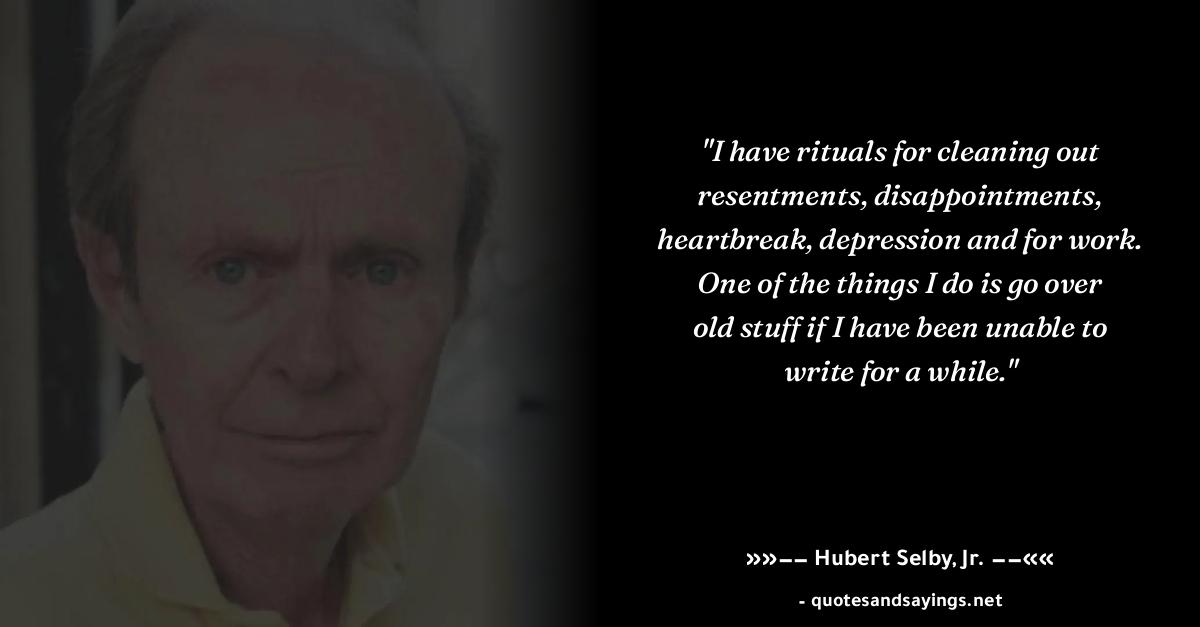 "I have rituals for cleaning out
resentments, disappointments,
heartbreak, depression and for work.
One of the things I do is go over
old stuff if I have been unable to
write for a while."
»»−− Hubert Selby, Jr. −−««
- quotesandsayings.net